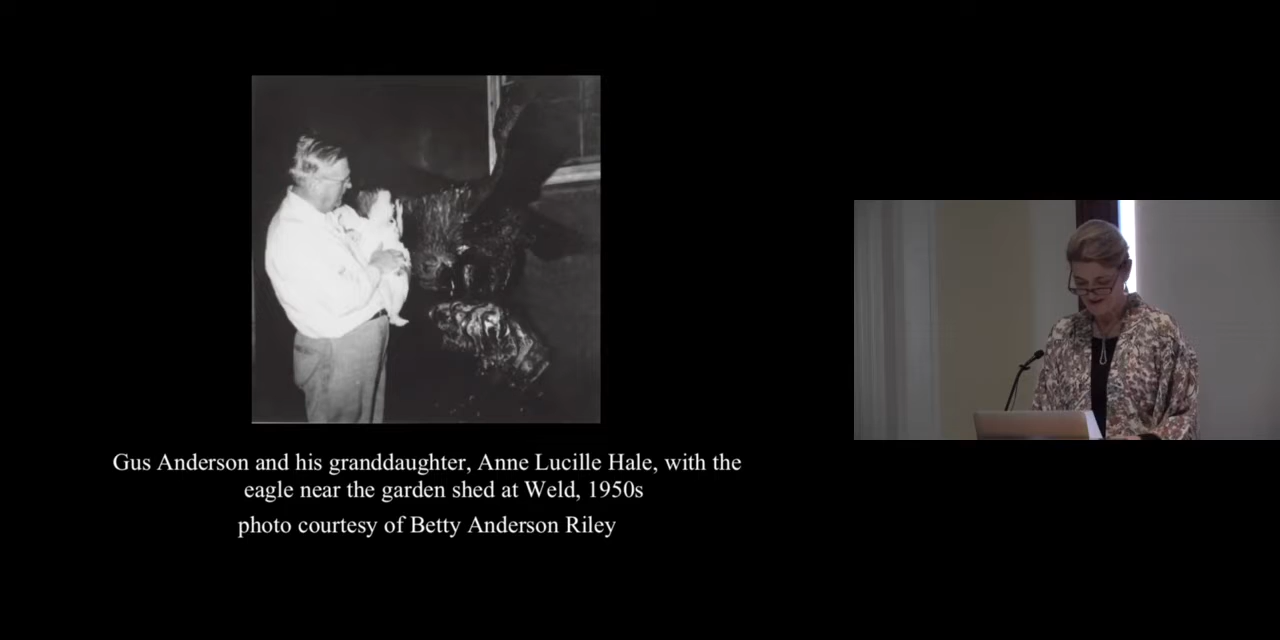 Gus Anderson and his granddaughter, Anne Lucille Hale, with the
eagle near the garden shed at Weld, 1950s
photo courtesy of Betty Anderson Riley